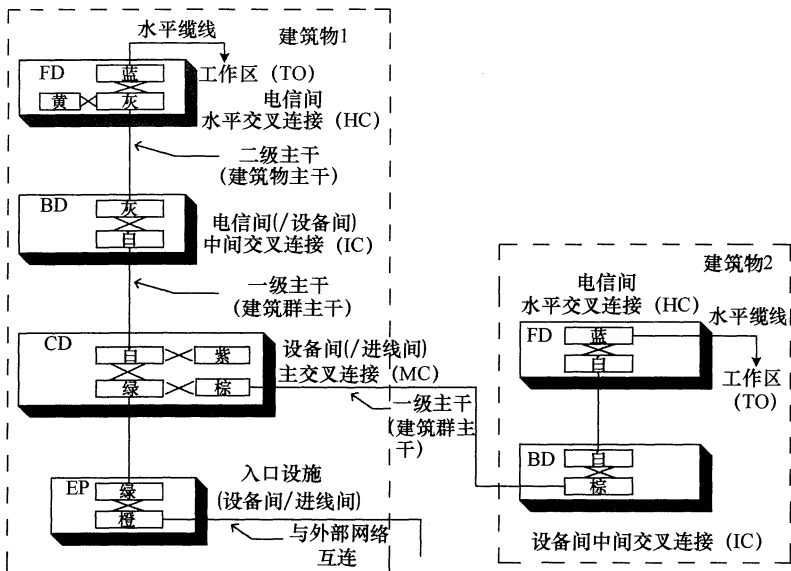 水平缆线
建筑物1
FD
蓝
工作区 (TO)
黄
灰
电信间
水平交叉连接 (HC)
二级主干
(建筑物主干)
BD
灰
白
电信间(/设备间)
中间交叉连接 (IC)
一级主干
(建筑群主干)
CD
白
紫
绿
棕
设备间(/进线间)
主交叉连接 (MC)
一级主干
(建筑群主
干)
EP
绿
橙
入口设施
(设备间/进线间)
与外部网络
互连
建筑物2
电信间
水平交叉连接 (HC)
水平缆线
FD
蓝
白
工作区
(TO)
BD
白
棕
设备间中间交叉连接 (IC)